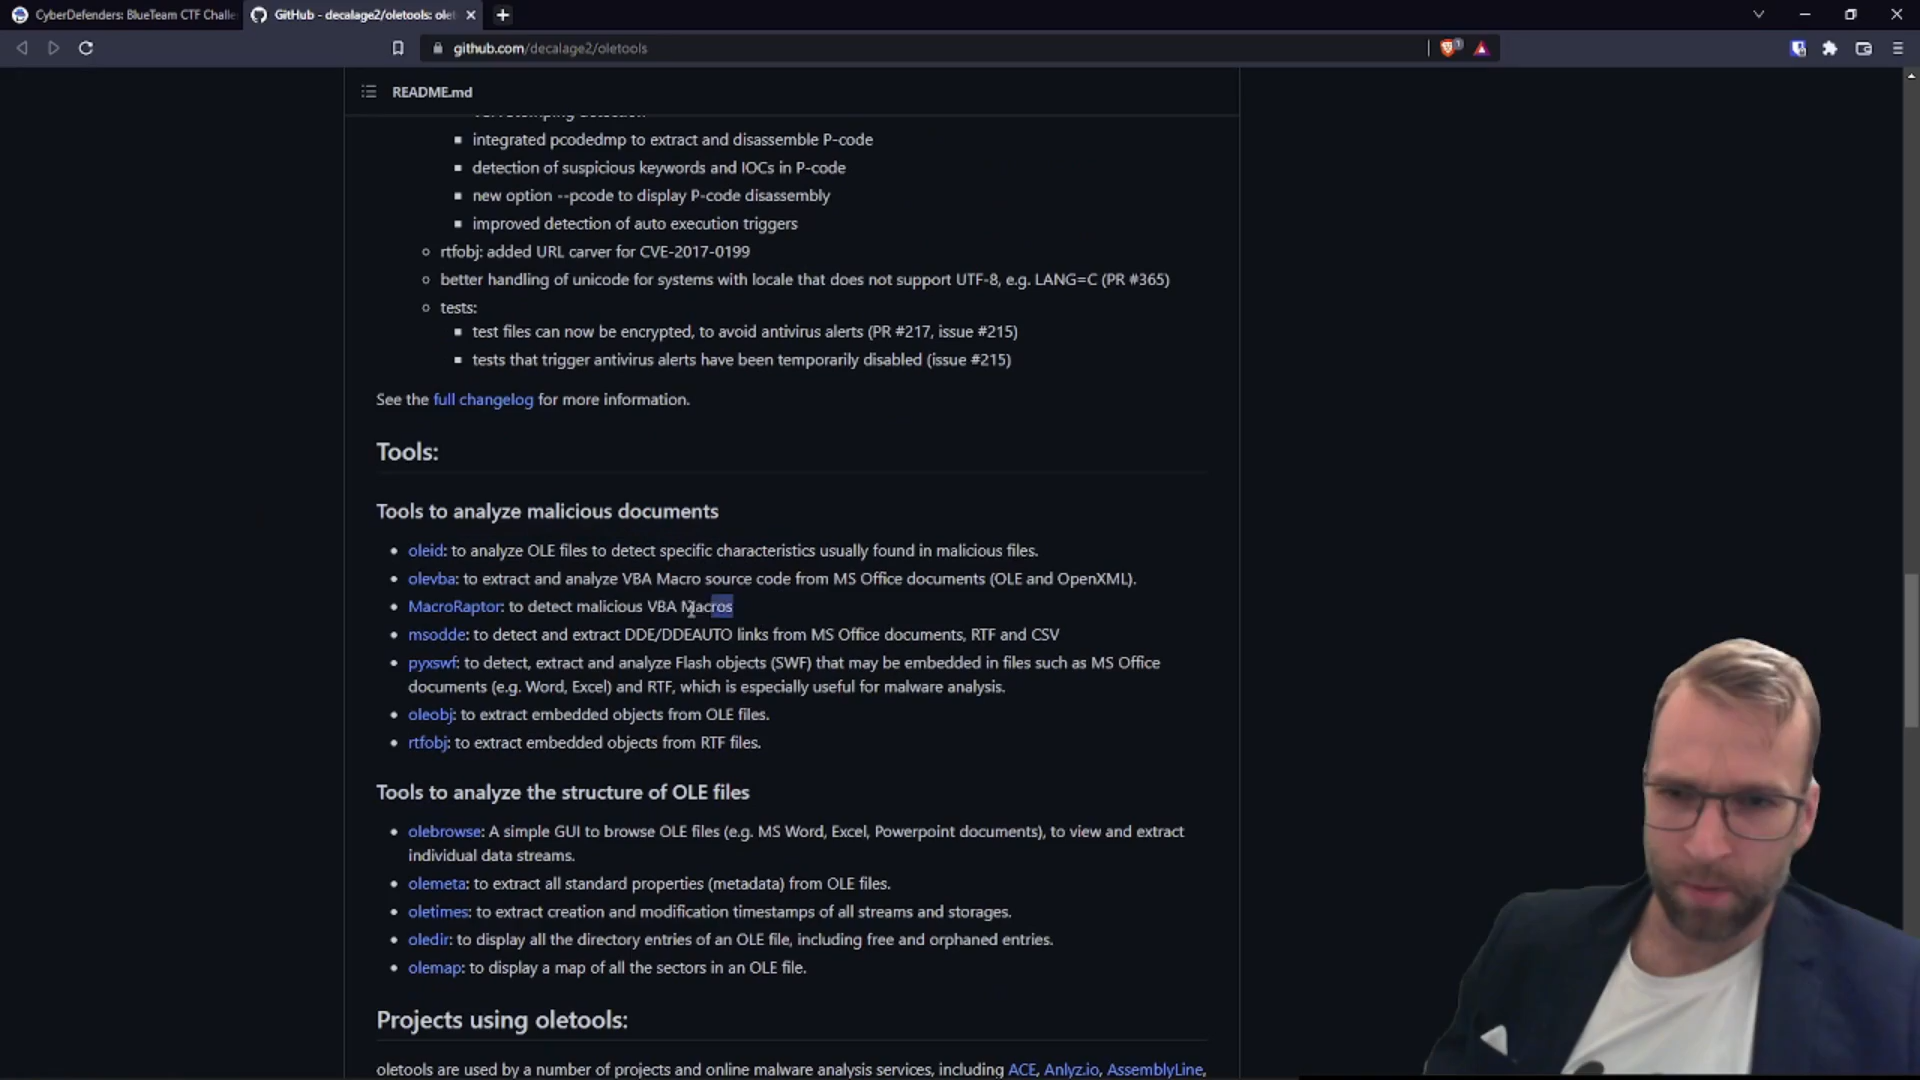 CyberDefenders: BlueTeam CTF Challe
GitHub - decalage2/oletools: ole
github.com/decalage2/oletools
README.md
integrated pcodedmp to extract and disassemble P-code
detection of suspicious keywords and IOCs in P-code
new option --pcode to display P-code disassembly
improved detection of auto execution triggers
rtfobj: added URL carver for CVE-2017-0199
better handling of unicode for systems with locale that does not support UTF-8, e.g. LANG=C (PR #365)
tests:
test files can now be encrypted, to avoid antivirus alerts (PR #217, issue #215)
tests that trigger antivirus alerts have been temporarily disabled (issue #215)
See the full changelog for more information.
Tools:
Tools to analyze malicious documents
oleid: to analyze OLE files to detect specific characteristics usually found in malicious files.
olevba: to extract and analyze VBA Macro source code from MS Office documents (OLE and OpenXML).
MacroRaptor: to detect malicious VBA Macros
msodde: to detect and extract DDE/DDEAUTO links from MS Office documents, RTF and CSV
pyxswf: to detect, extract and analyze Flash objects (SWF) that may be embedded in files such as MS Office
documents (e.g. Word, Excel) and RTF, which is especially useful for malware analysis.
oleobj: to extract embedded objects from OLE files.
rtfobj: to extract embedded objects from RTF files.
Tools to analyze the structure of OLE files
olebrowse: A simple GUI to browse OLE files (e.g. MS Word, Excel, Powerpoint documents), to view and extract
individual data streams.
olemeta: to extract all standard properties (metadata) from OLE files.
oletimes: to extract creation and modification timestamps of all streams and storages.
oledir: to display all the directory entries of an OLE file, including free and orphaned entries.
olemap: to display a map of all the sectors in an OLE file.
Projects using oletools:
oletools are used by a number of projects and online malware analysis services, including ACE, Anlyz.io, AssemblyLine,